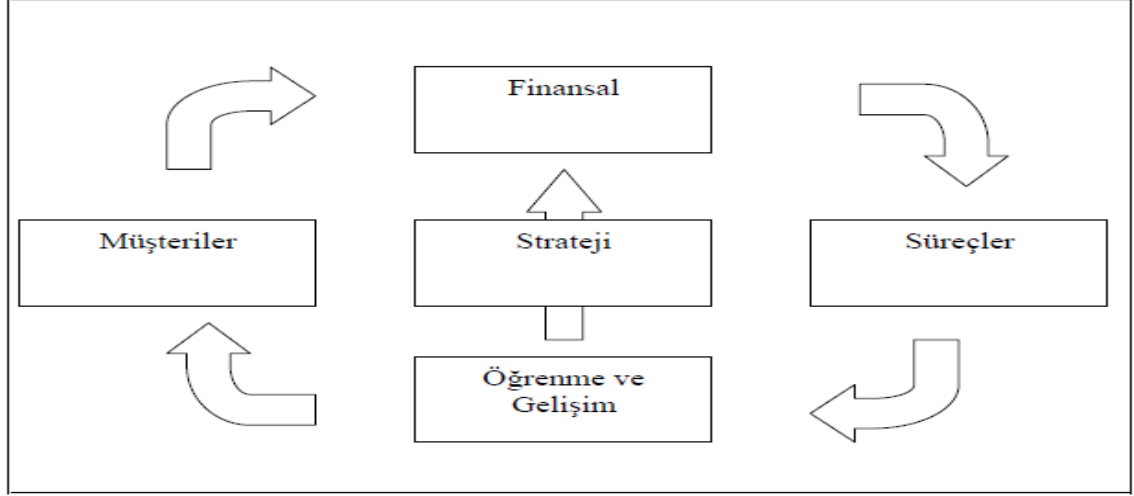 Finansal
Müşteriler
Strateji
Süreçler
Öğrenme ve
Gelişim